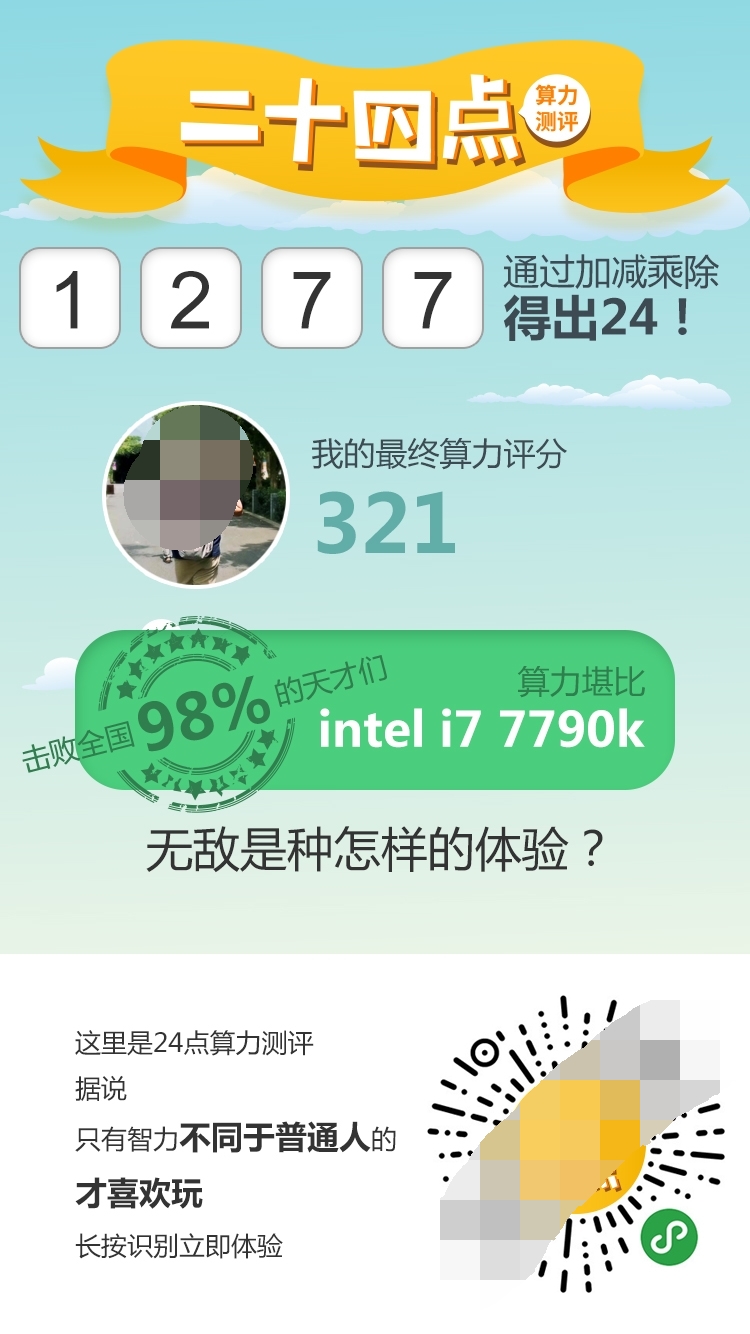 二十四点
算力
测评
1 2 7 7
通过加减乘除
得出24！
我的最终算力评分
321
击败全国98%的天才们
算力堪比
intel i7 7790k
无敌是种怎样的体验？
这里是24点算力测评
据说
只有智力不同于普通人的
才喜欢玩
长按识别立即体验